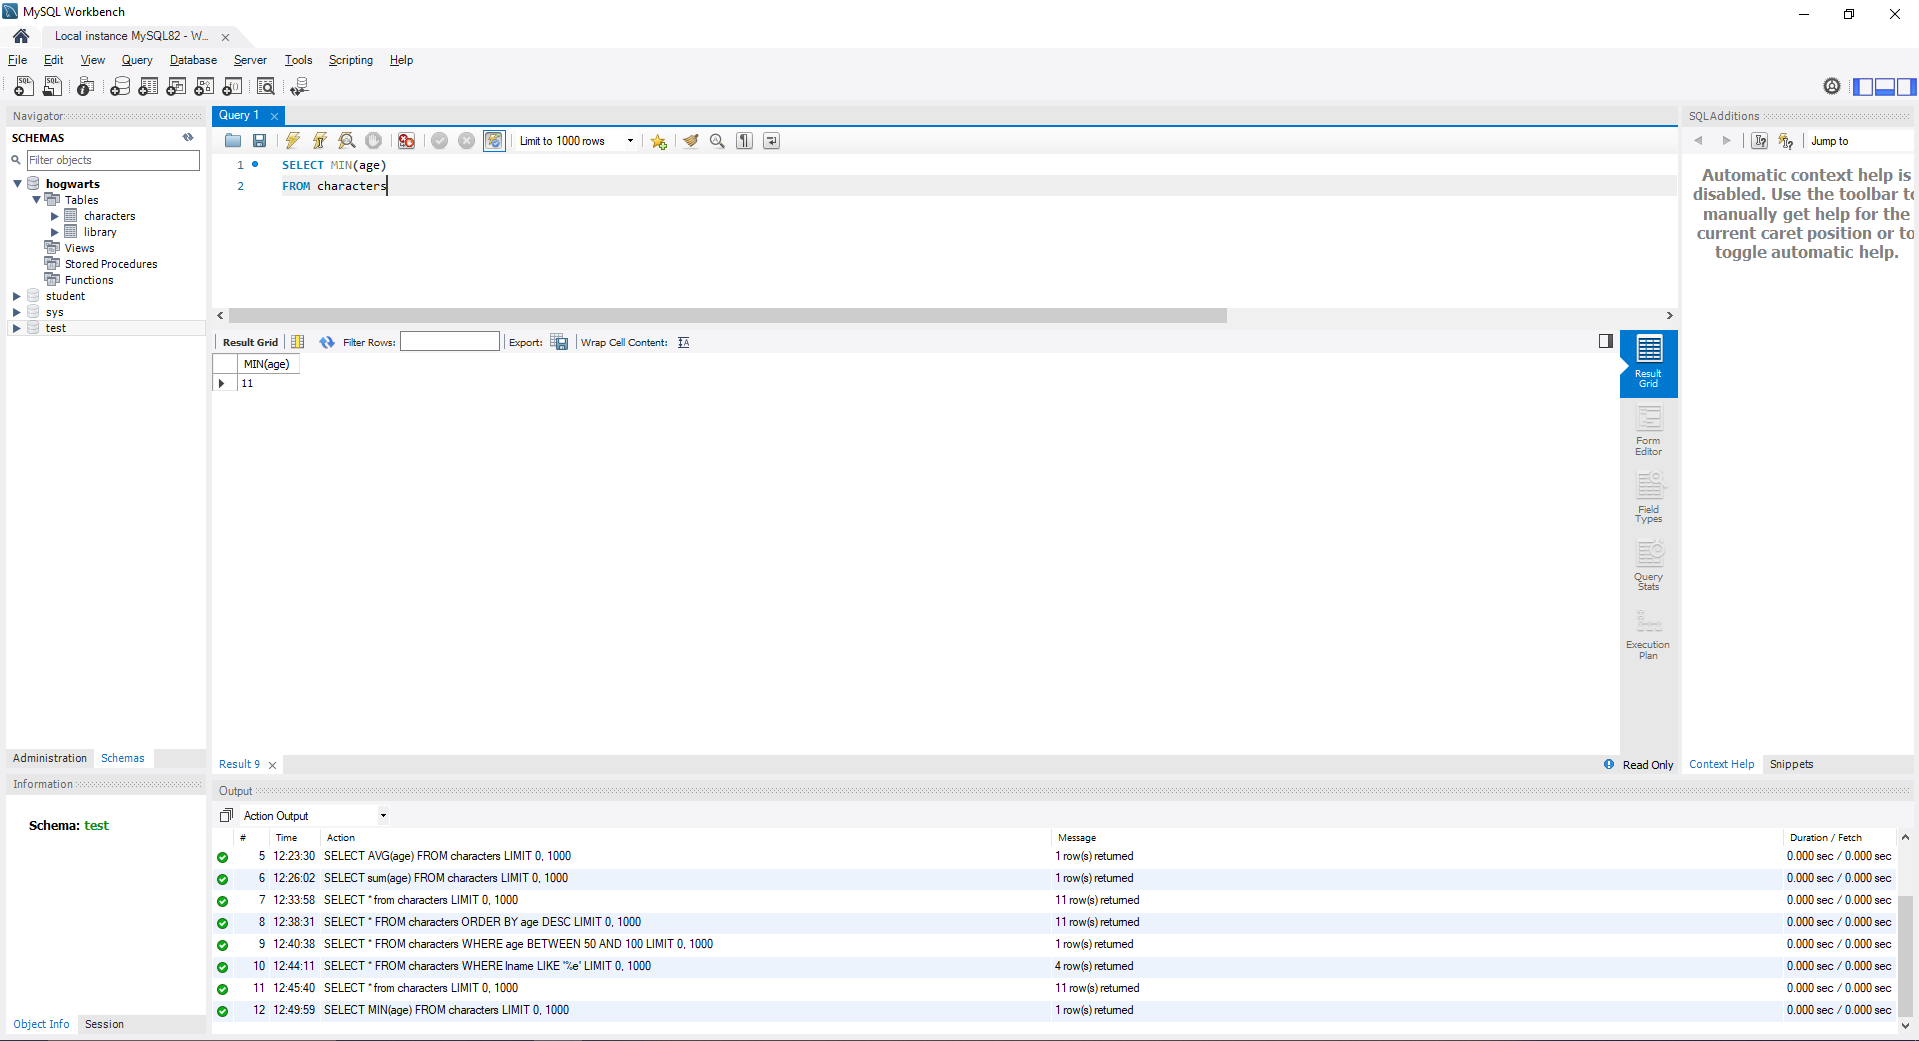 MySQL Workbench
Local instance MySQL82 - W...
File Edit View Query Database Server Tools Scripting Help
Navigator
SCHEMAS
Filter objects
hogwarts
Tables
characters
library
Views
Stored Procedures
Functions
student
sys
test
Administration Schemas
Information
Schema: test
Object Info Session
Query 1
Limit to 1000 rows
1 SELECT MIN(age)
2 FROM characters
Result Grid Filter Rows: Export: Wrap Cell Content:
MIN(age)
11
Result
Grid
Form
Editor
Field
Types
Query
Stats
Execution
Plan
Result 9
Read Only
SQLAdditions
Jump to
Automatic context help is
disabled. Use the toolbar to
manually get help for the
current caret position or to
toggle automatic help.
Context Help Snippets
Output
Action Output
# Time Action Message Duration / Fetch
5 12:23:30 SELECT AVG(age) FROM characters LIMIT 0, 1000 1 row(s) returned 0.000 sec / 0.000 sec
6 12:26:02 SELECT sum(age) FROM characters LIMIT 0, 1000 1 row(s) returned 0.000 sec / 0.000 sec
7 12:33:58 SELECT * from characters LIMIT 0, 1000 11 row(s) returned 0.000 sec / 0.000 sec
8 12:38:31 SELECT * FROM characters ORDER BY age DESC LIMIT 0, 1000 11 row(s) returned 0.000 sec / 0.000 sec
9 12:40:38 SELECT * FROM characters WHERE age BETWEEN 50 AND 100 LIMIT 0, 1000 1 row(s) returned 0.000 sec / 0.000 sec
10 12:44:11 SELECT * FROM characters WHERE lname LIKE '%e' LIMIT 0, 1000 4 row(s) returned 0.000 sec / 0.000 sec
11 12:45:40 SELECT * from characters LIMIT 0, 1000 11 row(s) returned 0.000 sec / 0.000 sec
12 12:49:59 SELECT MIN(age) FROM characters LIMIT 0, 1000 1 row(s) returned 0.000 sec / 0.000 sec